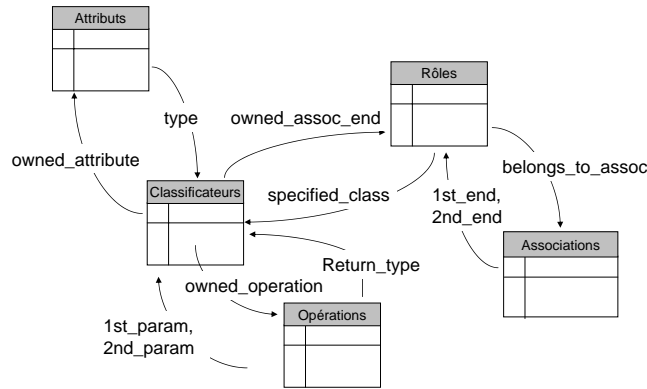 Attributs
Rôles
type
owned_assoc_end
owned_attribute
belongs_to_assoc
Classificateurs
specified_class
1st_end,
2nd_end
Associations
Return_type
owned_operation
Opérations
1st_param,
2nd_param